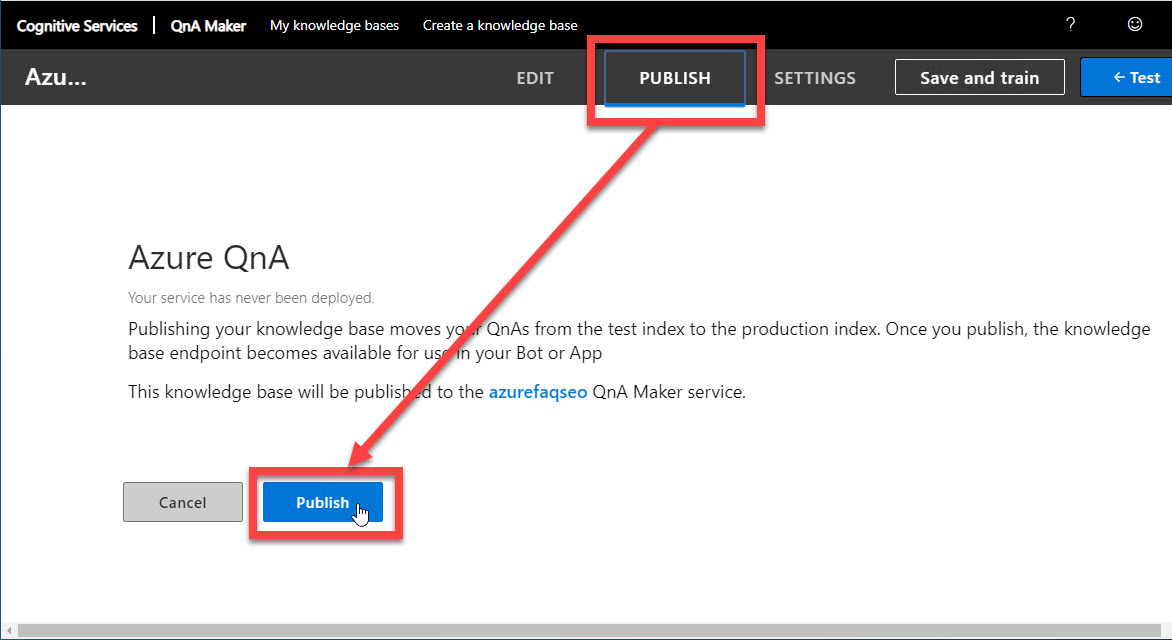 Cognitive Services | QnA Maker My knowledge bases Create a knowledge base ?
Azu... EDIT PUBLISH SETTINGS Save and train ← Test
Azure QnA
Your service has never been deployed.
Publishing your knowledge base moves your QnAs from the test index to the production index. Once you publish, the knowledge
base endpoint becomes available for use in your Bot or App
This knowledge base will be published to the azurefaqseo QnA Maker service.
Cancel Publish